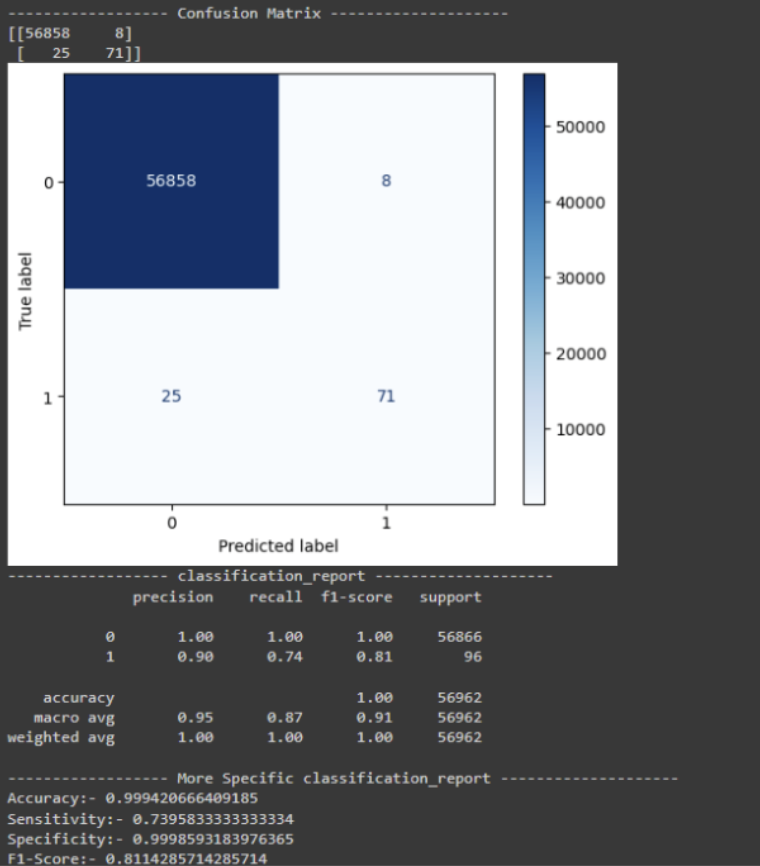 ------------------ Confusion Matrix --------------------
[[56858     8]
 [   25    71]]
56858 8
25 71
0
1
True label
0 1
Predicted label
50000
40000
30000
20000
10000
------------------ classification_report --------------------
              precision    recall  f1-score   support

           0       1.00      1.00      1.00     56866
           1       0.90      0.74      0.81        96

    accuracy                           1.00     56962
   macro avg       0.95      0.87      0.91     56962
weighted avg       1.00      1.00      1.00     56962

------------------ More Specific classification_report --------------------
Accuracy:- 0.999420666409185
Sensitivity:- 0.7395833333333334
Specificity:- 0.9998593183976365
F1-Score:- 0.8114285714285714